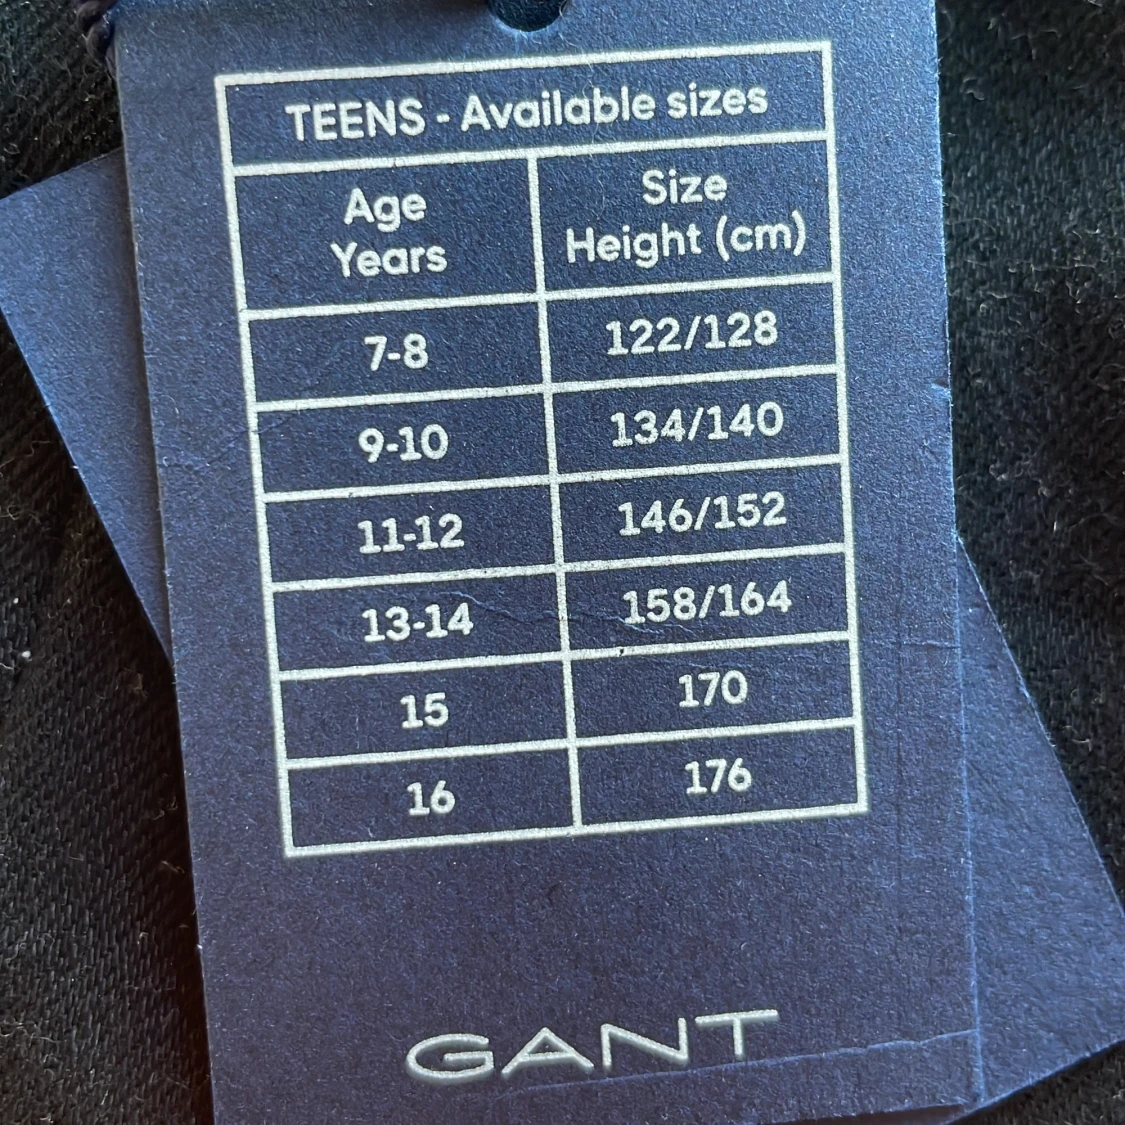 TEENS - Available sizes
Age Years	Size Height (cm)
7-8	122/128
9-10	134/140
11-12	146/152
13-14	158/164
15	170
16	176
GANT